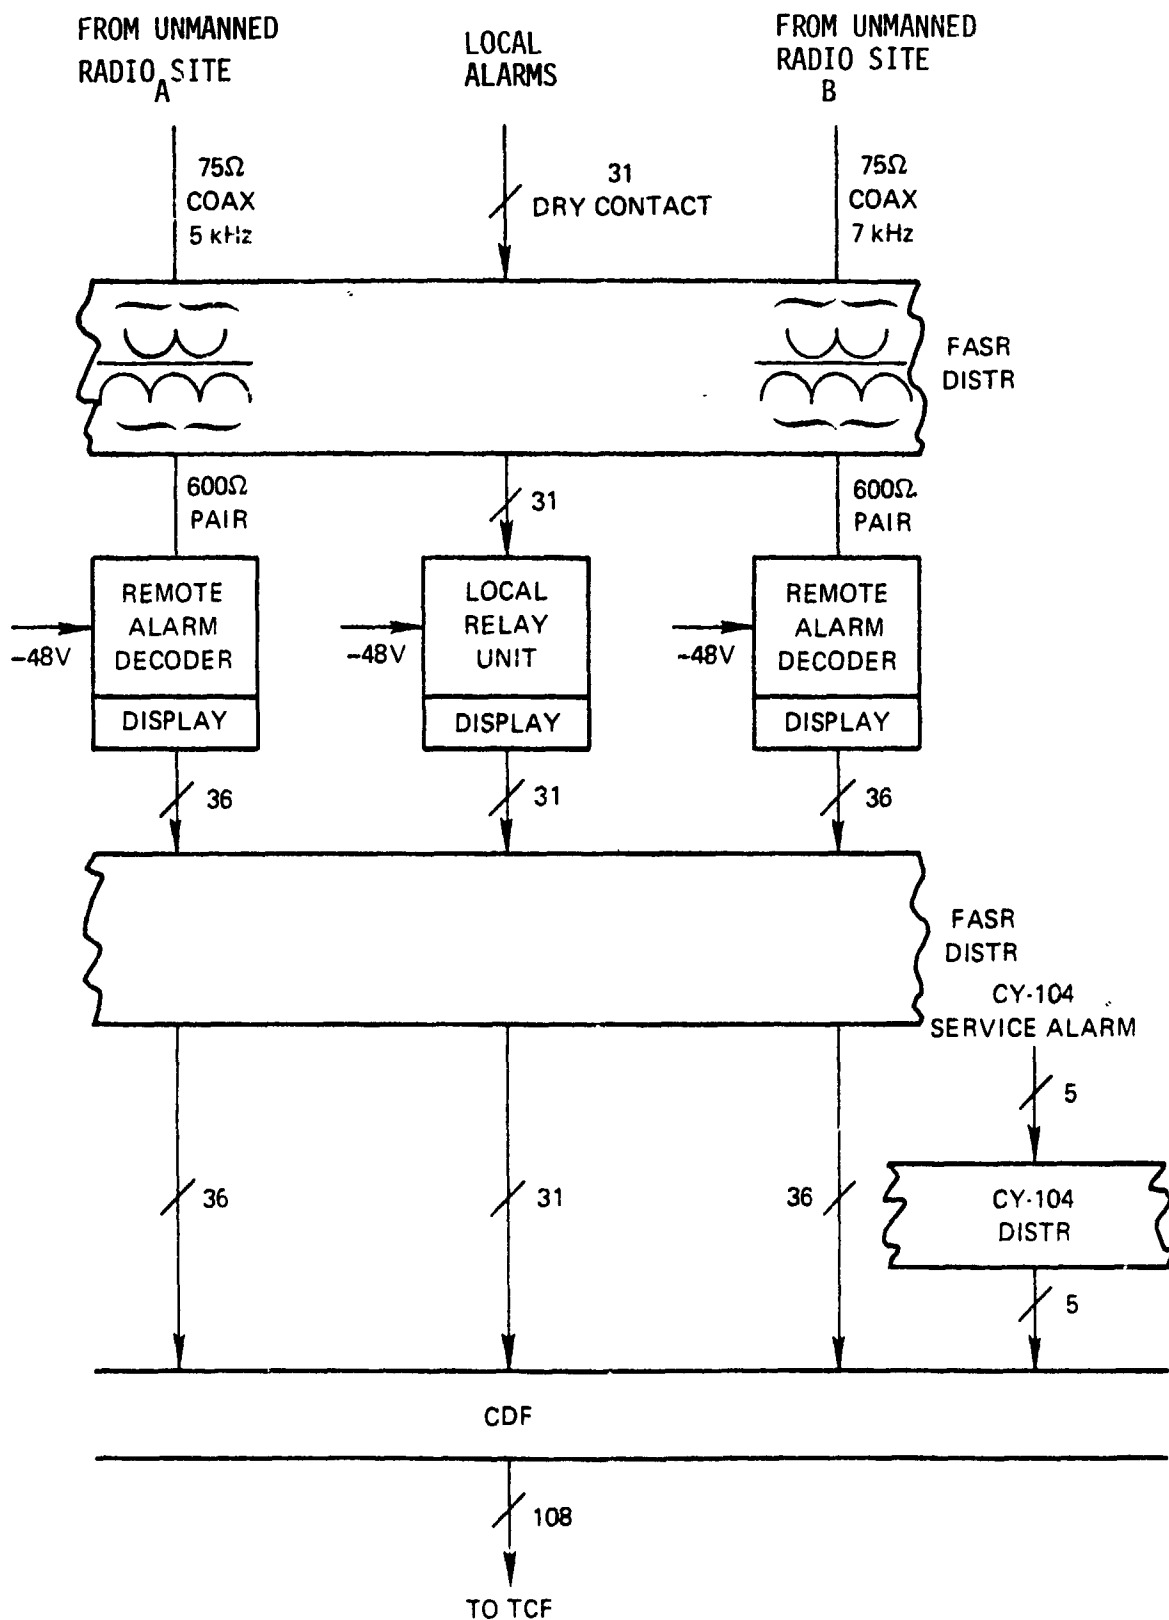 FROM UNMANNED
RADIO SITE
A
LOCAL
ALARMS
FROM UNMANNED
RADIO SITE
B
75Ω
COAX
5 kHz
31
DRY CONTACT
75Ω
COAX
7 kHz
FASR
DISTR
600Ω
PAIR
31
600Ω
PAIR
REMOTE
ALARM
DECODER
DISPLAY
-48V
LOCAL
RELAY
UNIT
DISPLAY
-48V
REMOTE
ALARM
DECODER
DISPLAY
-48V
36
31
36
FASR
DISTR
CY-104
SERVICE ALARM
5
36
31
36
CY-104
DISTR
5
CDF
108
TO TCF